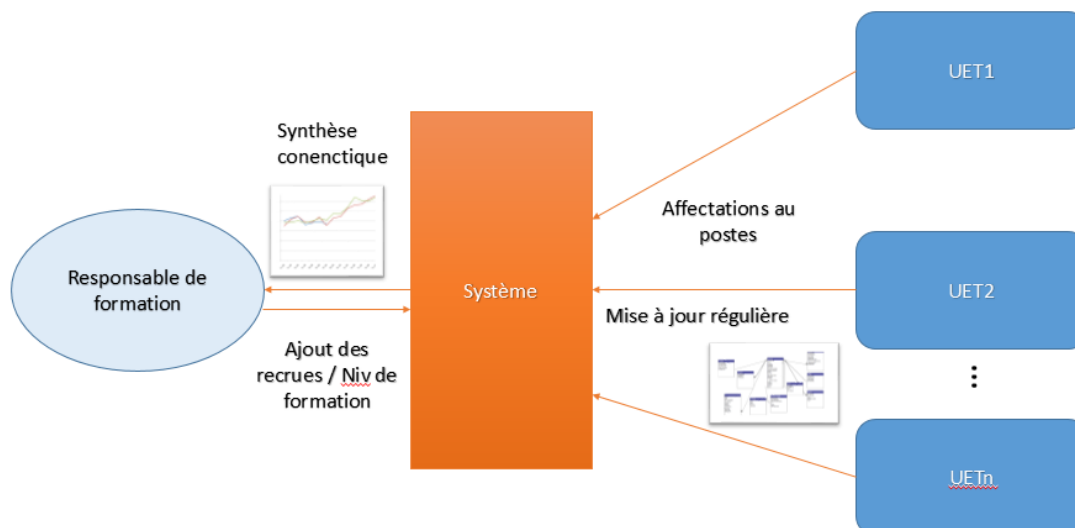 UET1
Synthèse
conenctique
Affectations au
postes
Responsable de
formation
Système
UET2
Mise à jour régulière
Ajout des
recrues / Niv de
formation
...
UETn